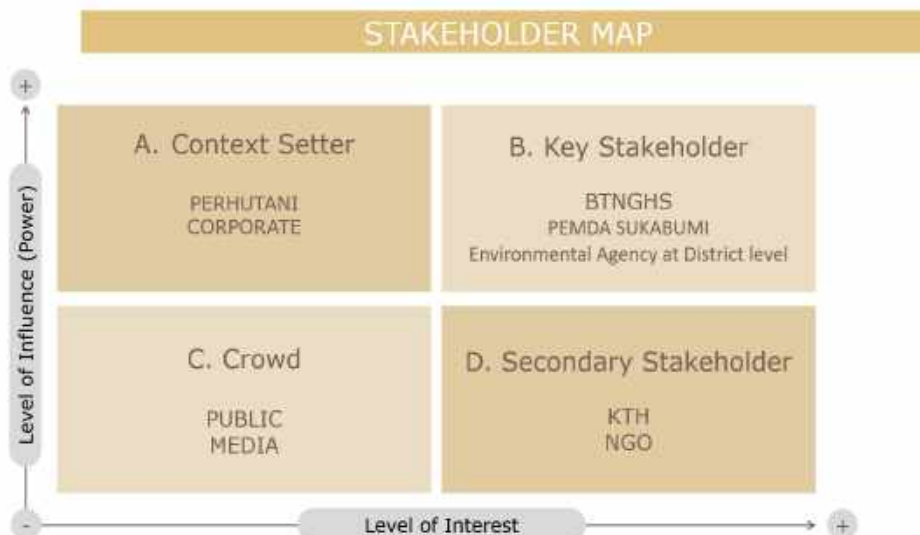 STAKEHOLDER MAP
+
Level of Influence (Power)
A. Context Setter
PERHUTANI
CORPORATE
B. Key Stakeholder
BTNGHS
PEMDA SUKABUMI
Environmental Agency at District level
C. Crowd
PUBLIC
MEDIA
D. Secondary Stakeholder
KTH
NGO
-
Level of Interest
+